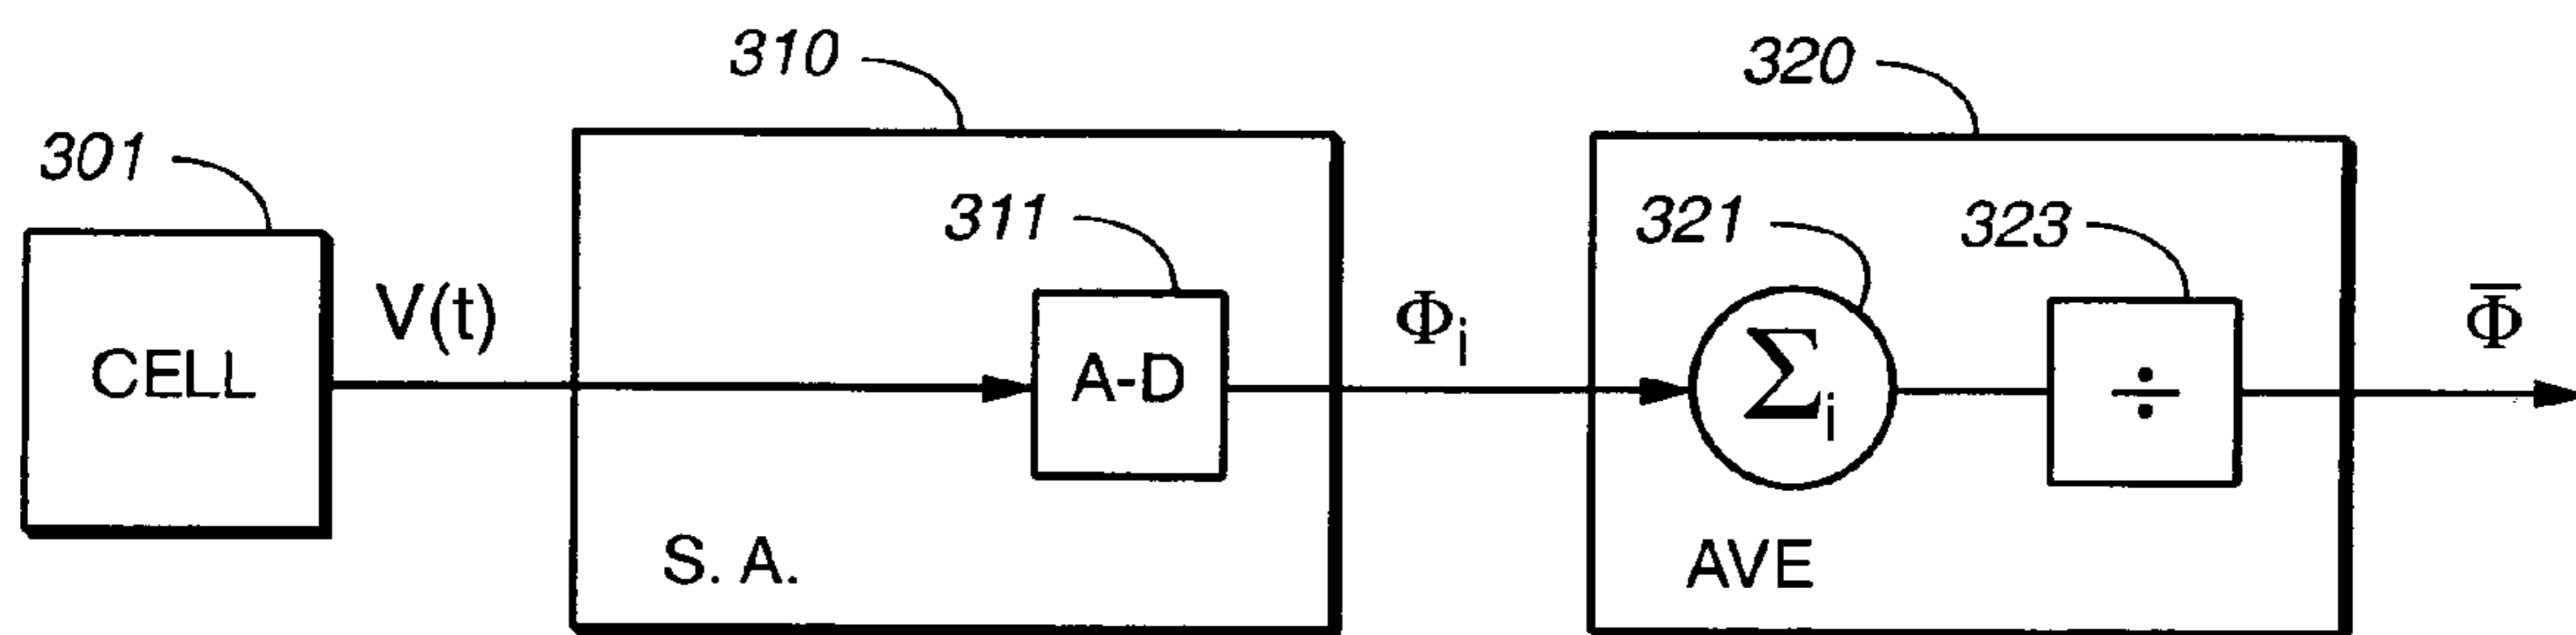 310
320
301
311
321
323
V(t)
Φi
Φ̅
CELL
A-D
Σi
÷
S. A.
AVE